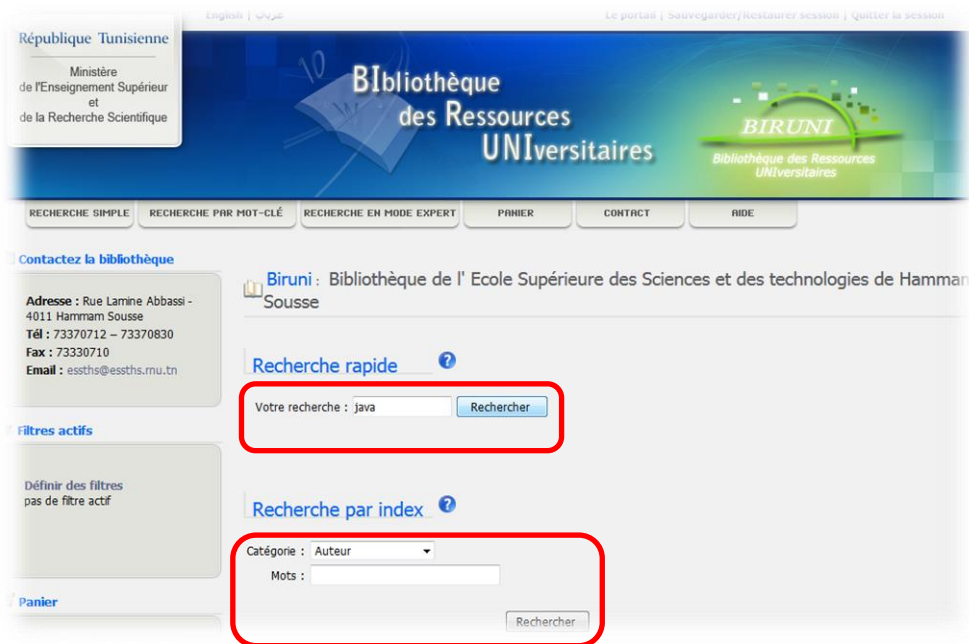 English | عربي
Le portail | Sauvegarder/Restaurer session | Quitter la session
République Tunisienne
Ministère
de l'Enseignement Supérieur
et
de la Recherche Scientifique
BIbliothèque
des Ressources
UNIversitaires
BIRUNI
Bibliothèque des Ressources
UNIversitaires
RECHERCHE SIMPLE
RECHERCHE PAR MOT-CLÉ
RECHERCHE EN MODE EXPERT
PANIER
CONTACT
AIDE
Contactez la bibliothèque
Adresse : Rue Lamine Abbassi -
4011 Hammam Sousse
Tél : 73370712 – 73370830
Fax : 73330710
Email : essths@essths.rnu.tn
Filtres actifs
Définir des filtres
pas de filtre actif
Panier
Biruni : Bibliothèque de l' Ecole Supérieure des Sciences et des technologies de Hammam
Sousse
Recherche rapide ?
Votre recherche : java Rechercher
Recherche par index ?
Catégorie : Auteur
Mots :
Rechercher